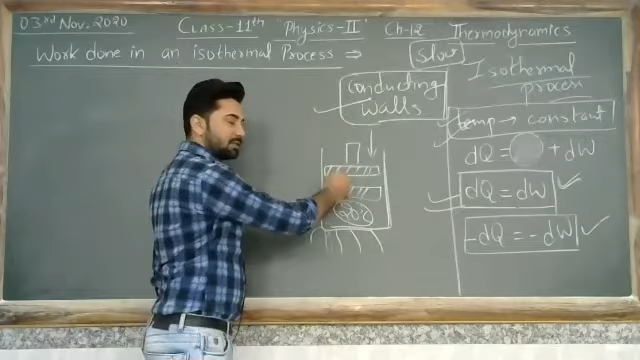 03rd Nov. 2020 Class-11th "Physics-II" Ch-12 Thermodynamics
Work done in an isothermal Process ⇒ Slow
Isothermal process
conducting walls
temp → constant
dQ = + dW
dQ = dW
-dQ = -dW